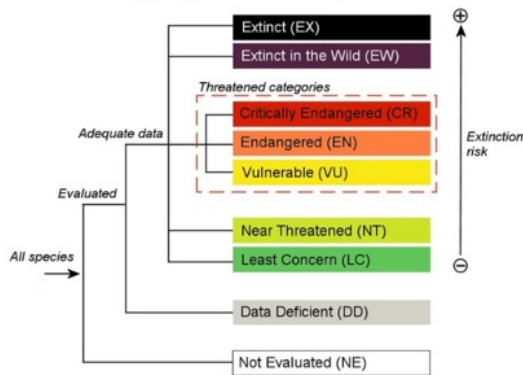 Extinct (EX)
Extinct in the Wild (EW)
Threatened categories
Critically Endangered (CR)
Adequate data
Endangered (EN)
Extinction
risk
Vulnerable (VU)
Evaluated
Near Threatened (NT)
All species
Least Concern (LC)
Data Deficient (DD)
Not Evaluated (NE)